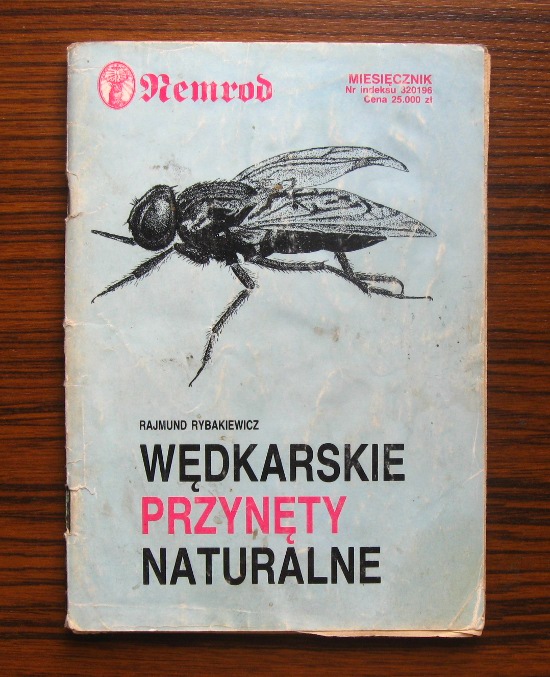 Nemrod
MIESIĘCZNIK
Nr indeksu 320196
Cena 25.000 zł
RAJMUND RYBAKIEWICZ
WĘDKARSKIE
PRZYNĘTY
NATURALNE